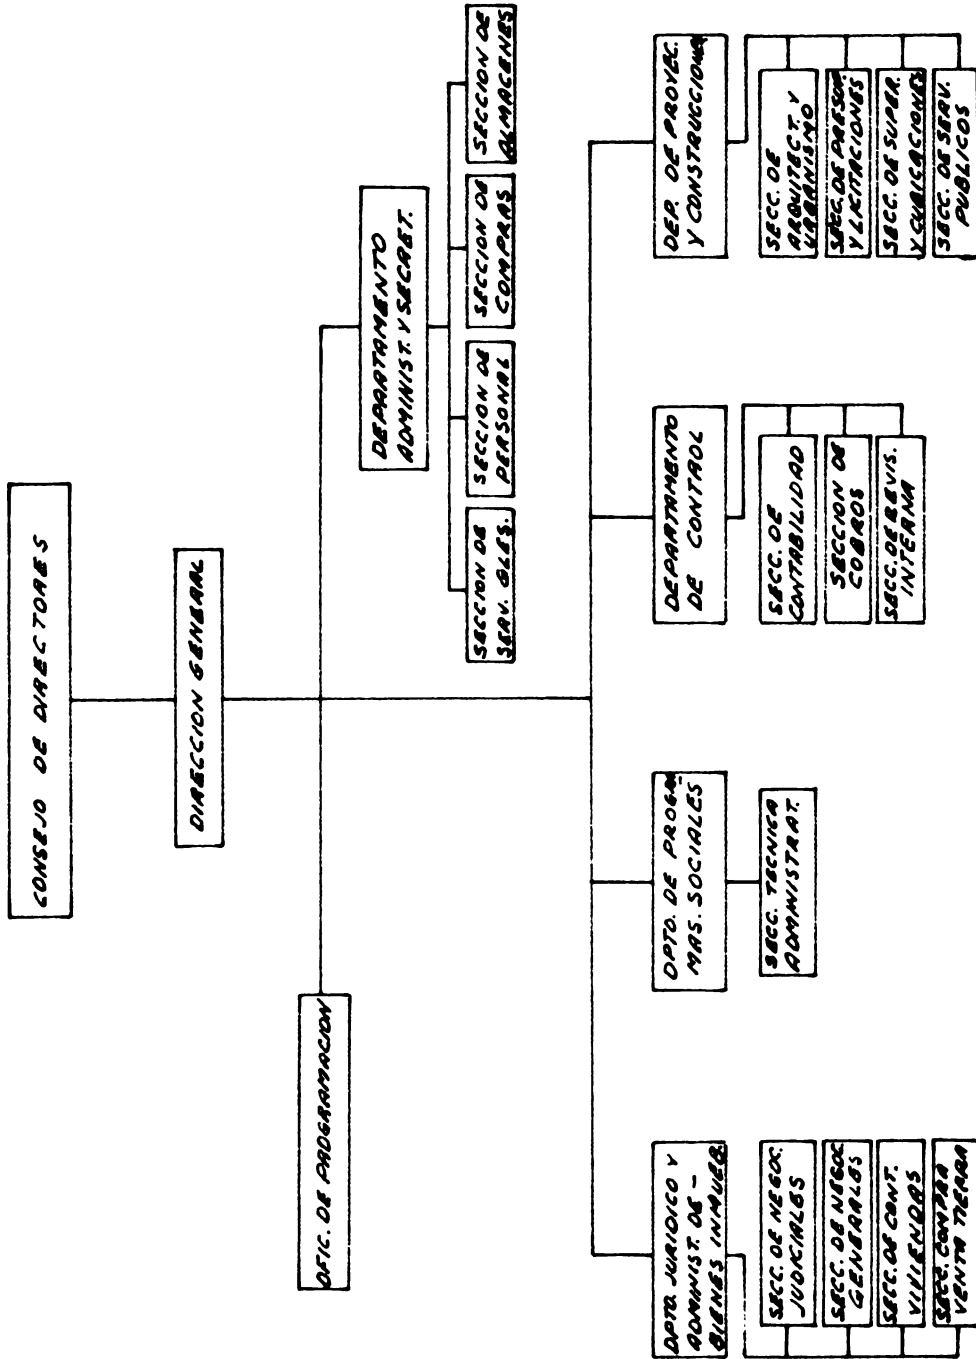 CONSEJO DE DIRECTORES
DIRECCION GENERAL
OFIC. DE PROGRAMACION
DEPARTAMENTO
ADMINIST. Y SECRET.
SECCION DE
SERV. GLES.
SECCION DE
PERSONAL
SECCION DE
COMPRAS
SECCION DE
ALMACENES
DPTO. JURIDICO Y
ADMINIST. DE -
BIENES INMUEB.
SECC. DE NEGOC.
JUDICIALES
SECC. DE NEGOC
GENERALES
SECC. DE CONT.
VIVIENDAS
SECC. COMPRA
VENTA TIERRA
DPTO. DE PROGRA-
MAS. SOCIALES
SECC. TECNICA
ADMINISTRAT.
DEPARTAMENTO
DE CONTROL
SECC. DE
CONTABILIDAD
SECCION DE
COBROS
SECC. DE REVIS.
INTERNA
DEP. DE PROYEC.
Y CONSTRUCCIONES
SECC. DE
ARQUITECT. Y
URBANISMO
SECC. DE PRESUP.
Y LICITACIONES
SECC. DE SUPER.
Y CUBICACIONES
SECC. DE SERV.
PUBLICOS